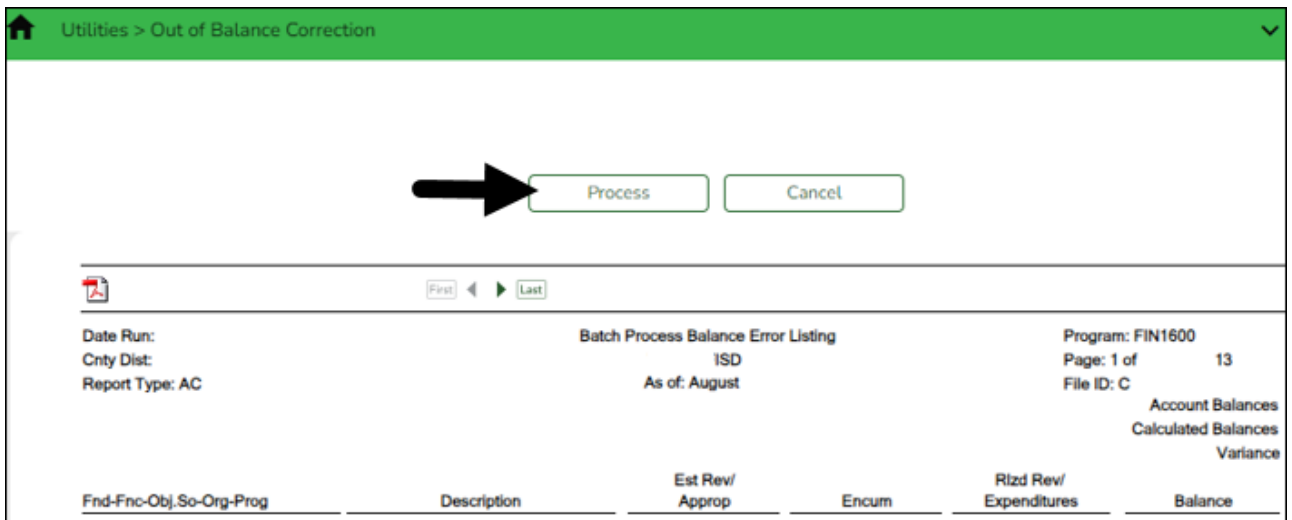 Utilities > Out of Balance Correction
Process Cancel
First Last
Date Run: Batch Process Balance Error Listing Program: FIN1600
Cnty Dist: ISD Page: 1 of 13
Report Type: AC As of: August File ID: C
Account Balances
Calculated Balances
Variance
Est Rev/ Rlzd Rev/
Fnd-Fnc-Obj.So-Org-Prog Description Approp Encum Expenditures Balance